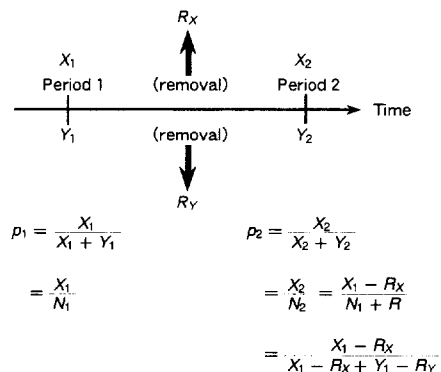 R_X
X_1 X_2
Period 1 (removal) Period 2
Time
Y_1 (removal) Y_2
R_Y
p_1 = X_1 / (X_1 + Y_1) p_2 = X_2 / (X_2 + Y_2)
= X_1 / N_1 = X_2 / N_2 = (X_1 − R_X) / (N_1 + R)
= (X_1 − R_X) / (X_1 − R_X + Y_1 − R_Y)